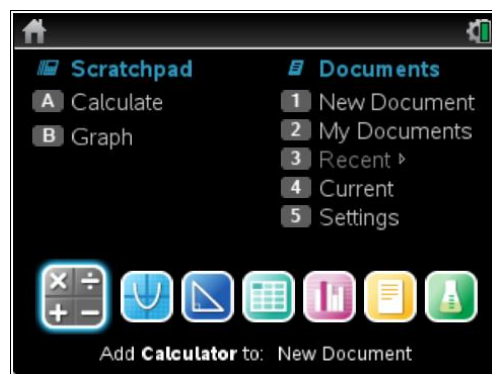 Scratchpad
A Calculate
B Graph
Documents
1 New Document
2 My Documents
3 Recent ▹
4 Current
5 Settings
× ÷
+ −
Add Calculator to: New Document